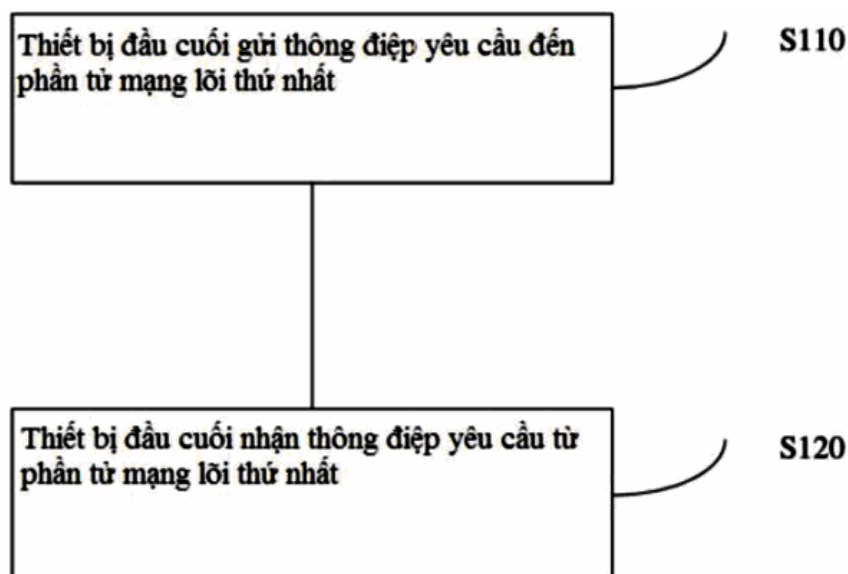 Thiết bị đầu cuối gửi thông điệp yêu cầu đến
phần tử mạng lõi thứ nhất
S110
Thiết bị đầu cuối nhận thông điệp yêu cầu từ
phần tử mạng lõi thứ nhất
S120